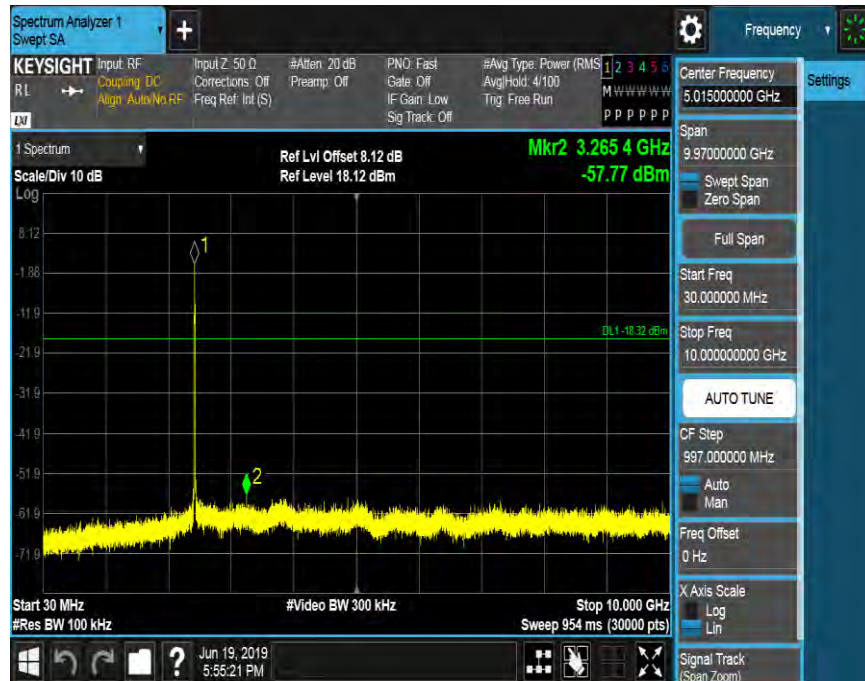 Spectrum Analyzer 1
Swept SA
+
Frequency
KEYSIGHT
RL
LXI
Input: RF
Coupling: DC
Align: Auto/No RF
Input Z: 50 Ω
Corrections: Off
Freq Ref: Int (S)
#Atten: 20 dB
Preamp: Off
PNO: Fast
Gate: Off
IF Gain: Low
Sig Track: Off
#Avg Type: Power (RMS
Avg|Hold: 4/100
Trig: Free Run
1 2 3 4 5 6
M W W W W W
P P P P P P
1 Spectrum
Scale/Div 10 dB
Log
Ref Lvl Offset 8.12 dB
Ref Level 18.12 dBm
Mkr2 3.265 4 GHz
-57.77 dBm
8.12
-1.88
-11.9
-21.9
-31.9
-41.9
-51.9
-61.9
-71.9
1
2
DL1 -18.32 dBm
Start 30 MHz
#Res BW 100 kHz
#Video BW 300 kHz
Stop 10.000 GHz
Sweep 954 ms (30000 pts)
Center Frequency
5.015000000 GHz
Settings
Span
9.97000000 GHz
Swept Span
Zero Span
Full Span
Start Freq
30.000000 MHz
Stop Freq
10.000000000 GHz
AUTO TUNE
CF Step
997.000000 MHz
Auto
Man
Freq Offset
0 Hz
X Axis Scale
Log
Lin
Signal Track
(Span Zoom)
?
Jun 19, 2019
5:55:21 PM